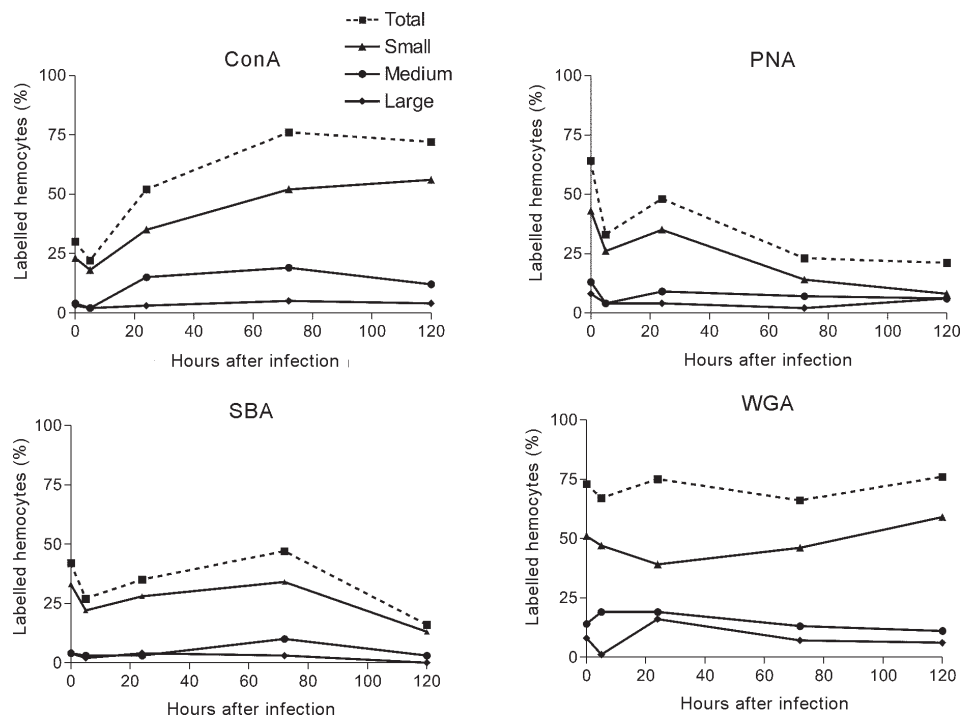 Total
Small
Medium
Large
ConA
100
75
50
25
0
Labelled hemocytes (%)
0 20 40 60 80 100 120
Hours after infection
PNA
100
75
50
25
0
Labelled hemocytes (%)
0 20 40 60 80 100 120
Hours after infection
SBA
100
75
50
25
0
Labelled hemocytes (%)
0 20 40 60 80 100 120
Hours after infection
WGA
100
75
50
25
0
Labelled hemocytes (%)
0 20 40 60 80 100 120
Hours after infection